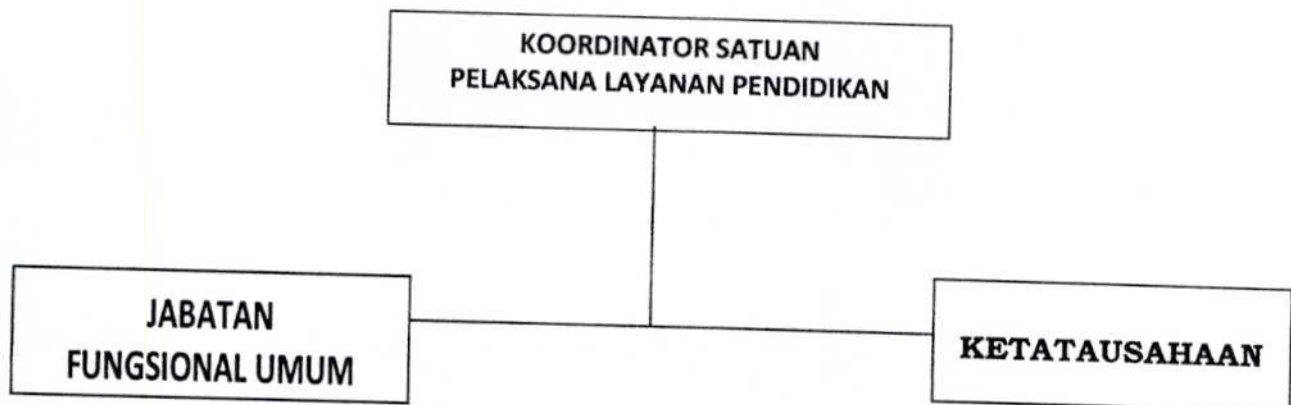 KOORDINATOR SATUAN
PELAKSANA LAYANAN PENDIDIKAN
JABATAN
FUNGSIONAL UMUM
KETATAUSAHAAN